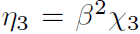 η₃ = β²χ₃